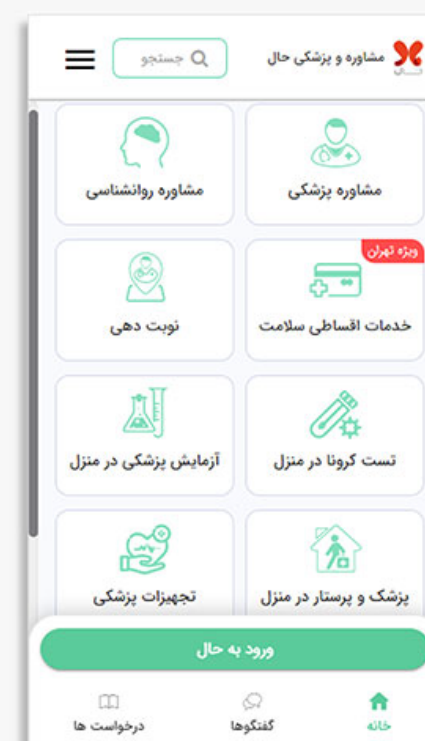 مشاوره و پزشکی حال
جستجو
مشاوره پزشکی
مشاوره روانشناسی
ویژه تهران
خدمات اقساطی سلامت
نوبت دهی
تست کرونا در منزل
آزمایش پزشکی در منزل
پزشک و پرستار در منزل
تجهیزات پزشکی
ورود به حال
خانه
گفتگوها
درخواست ها